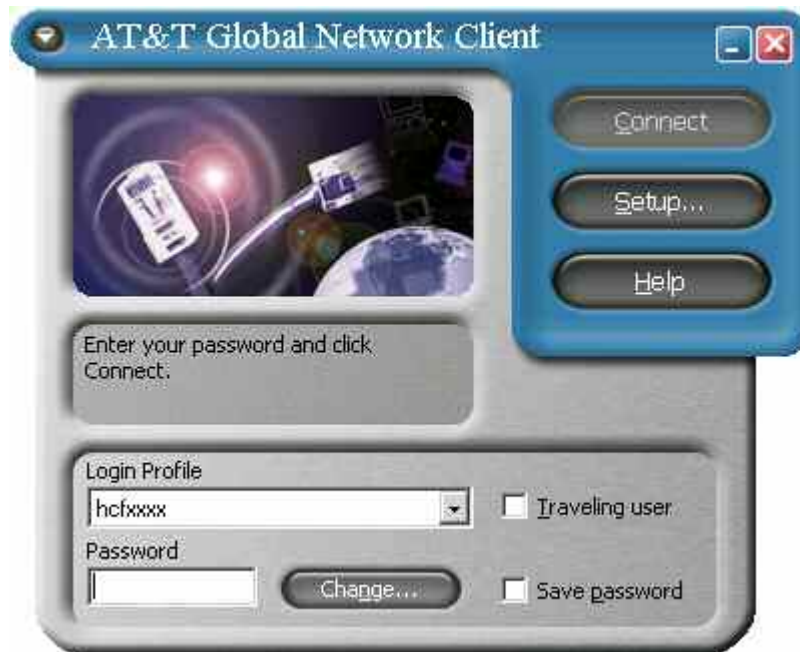 AT&T Global Network Client
Connect
Setup...
Help
Enter your password and click
Connect.
Login Profile
hcfxxxx
Traveling user
Password
Change...
Save password